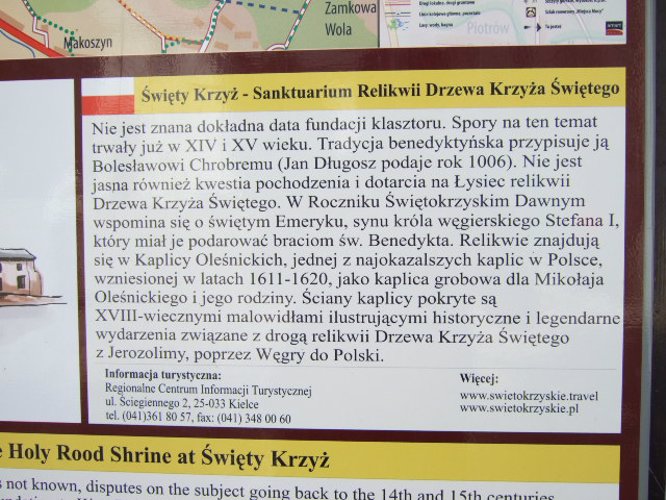 Zamkowa
Wola
Makoszyn
Piotrów
Święty Krzyż - Sanktuarium Relikwii Drzewa Krzyża Świętego
Nie jest znana dokładna data fundacji klasztoru. Spory na ten temat
trwały już w XIV i XV wieku. Tradycja benedyktyńska przypisuje ją
Bolesławowi Chrobremu (Jan Długosz podaje rok 1006). Nie jest
jasna również kwestia pochodzenia i dotarcia na Łysiec relikwii
Drzewa Krzyża Świętego. W Roczniku Świętokrzyskim Dawnym
wspomina się o świętym Emeryku, synu króla węgierskiego Stefana I,
który miał je podarować braciom św. Benedykta. Relikwie znajdują
się w Kaplicy Oleśnickich, jednej z najokazalszych kaplic w Polsce,
wzniesionej w latach 1611-1620, jako kaplica grobowa dla Mikołaja
Oleśnickiego i jego rodziny. Ściany kaplicy pokryte są
XVIII-wiecznymi malowidłami ilustrującymi historyczne i legendarne
wydarzenia związane z drogą relikwii Drzewa Krzyża Świętego
z Jerozolimy, poprzez Węgry do Polski.
Informacja turystyczna:
Regionalne Centrum Informacji Turystycznej
ul. Ściegiennego 2, 25-033 Kielce
tel. (041)361 80 57, fax: (041) 348 00 60
Więcej:
www.swietokrzyskie.travel
www.swietokrzyskie.pl
e Holy Rood Shrine at Święty Krzyż
s not known, disputes on the subject going back to the 14th and 15th centuries